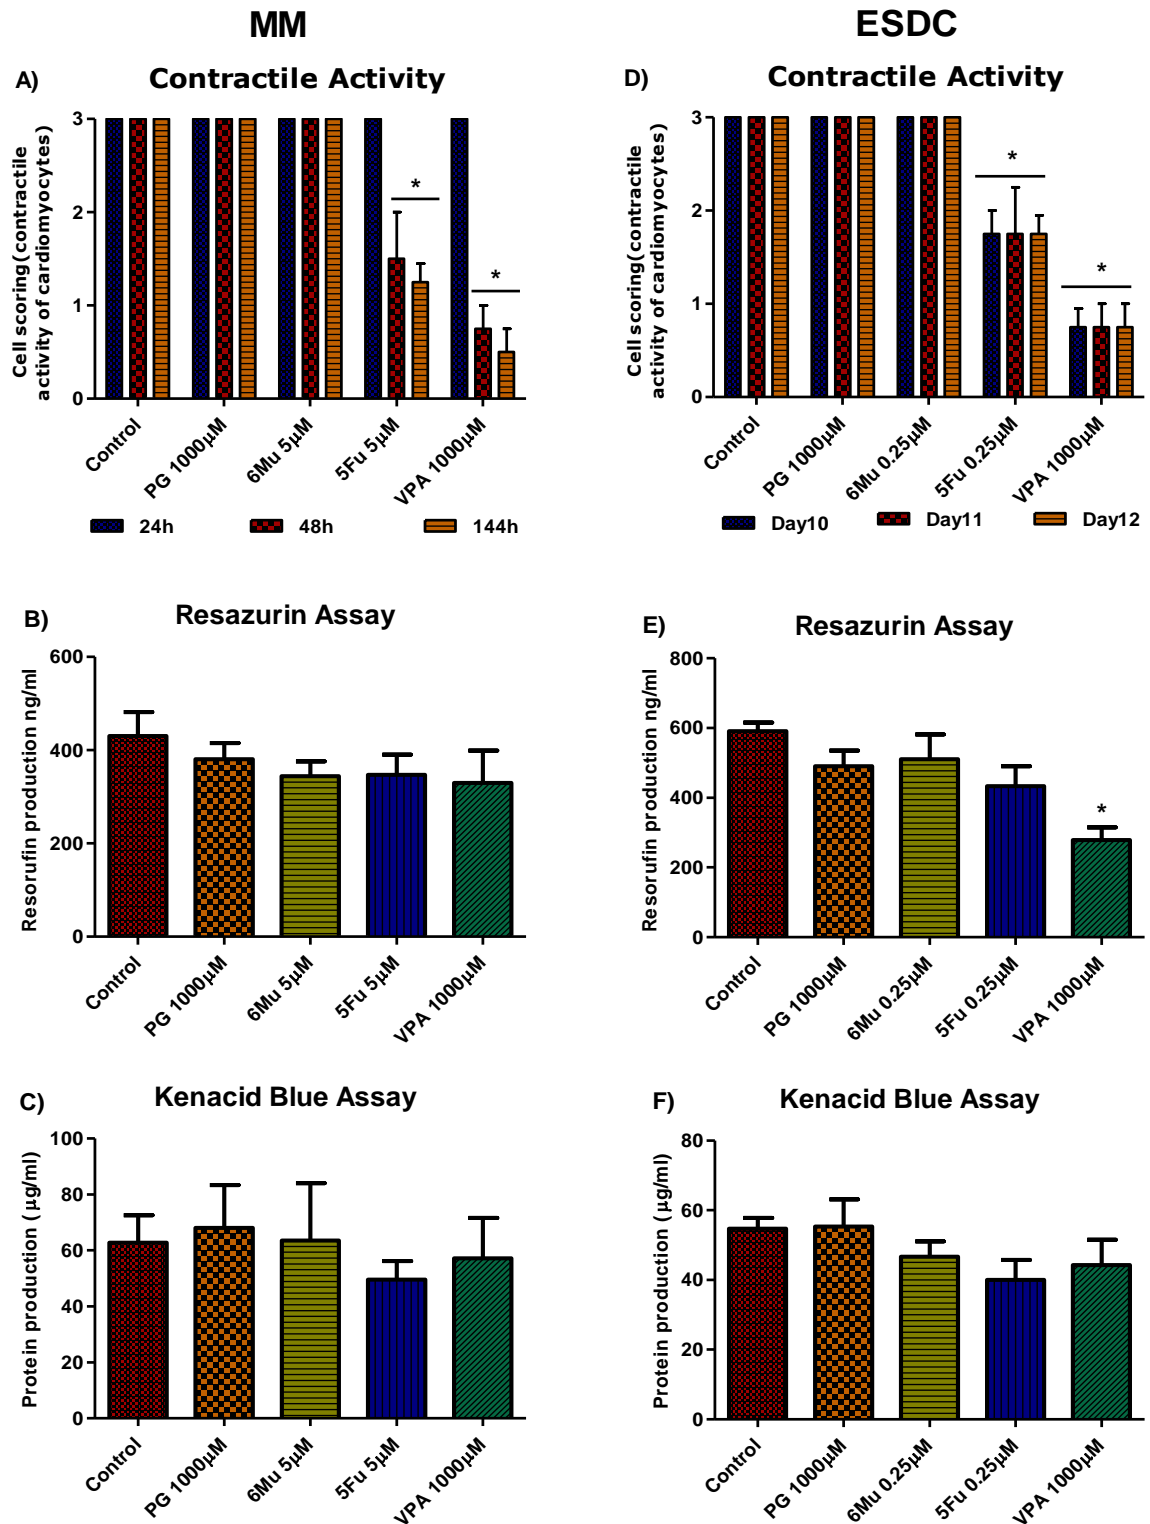 MM
A)
Contractile Activity
Cell scoring(contractile
activity of cardiomyocytes)
3
2
1
0
*
*
Control
PG 1000µM
6Mu 5µM
5Fu 5µM
VPA 1000µM
24h
48h
144h
B)
Resazurin Assay
Resorufin production ng/ml
600
400
200
0
Control
PG 1000µM
6Mu 5µM
5Fu 5µM
VPA 1000µM
C)
Kenacid Blue Assay
Protein production (µg/ml)
100
80
60
40
20
0
Control
PG 1000µM
6Mu 5µM
5Fu 5µM
VPA 1000µM
ESDC
D)
Contractile Activity
Cell scoring(contractile
activity of cardiomyocytes)
3
2
1
0
*
*
Control
PG 1000µM
6Mu 0.25µM
5Fu 0.25µM
VPA 1000µM
Day10
Day11
Day12
E)
Resazurin Assay
Resorufin production ng/ml
800
600
400
200
0
*
Control
PG 1000µM
6Mu 0.25µM
5Fu 0.25µM
VPA 1000µM
F)
Kenacid Blue Assay
Protein production (µg/ml)
80
60
40
20
0
Control
PG 1000µM
6Mu 0.25µM
5Fu 0.25µM
VPA 1000µM